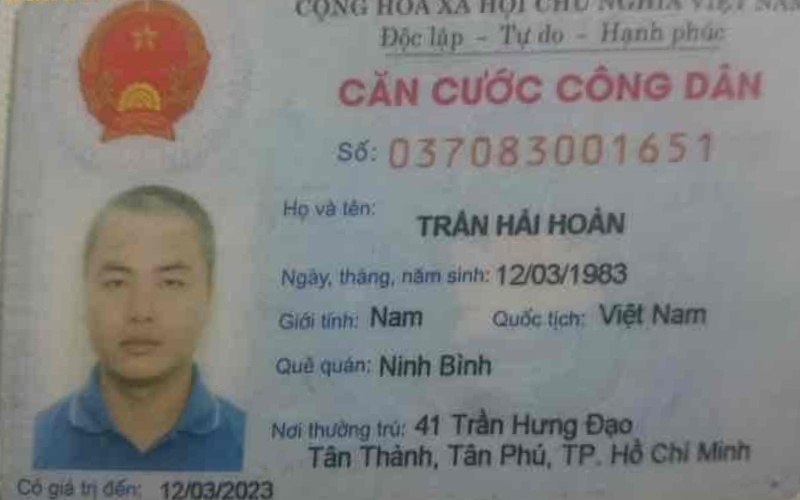 CỘNG HÒA XÃ HỘI CHỦ NGHĨA VIỆT NAM
Độc lập - Tự do - Hạnh phúc
CĂN CƯỚC CÔNG DÂN
Số: 037083001651
Họ và tên: TRẦN HẢI HOÀN
Ngày, tháng, năm sinh: 12/03/1983
Giới tính: Nam Quốc tịch: Việt Nam
Quê quán: Ninh Bình
Nơi thường trú: 41 Trần Hưng Đạo
Tân Thành, Tân Phú, TP. Hồ Chí Minh
Có giá trị đến: 12/03/2023